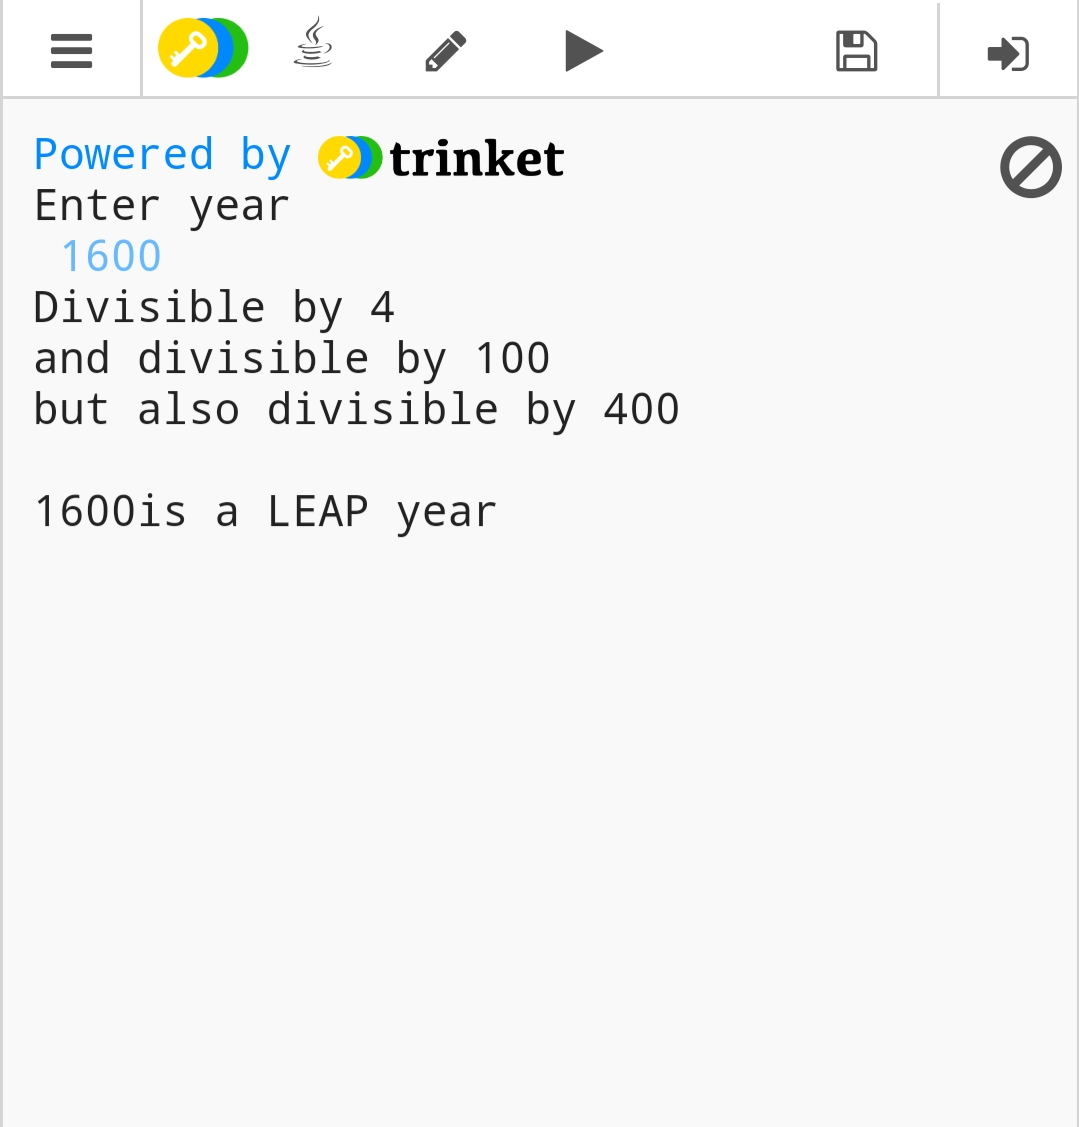 Powered by trinket
Enter year
1600
Divisible by 4
and divisible by 100
but also divisible by 400
1600is a LEAP year